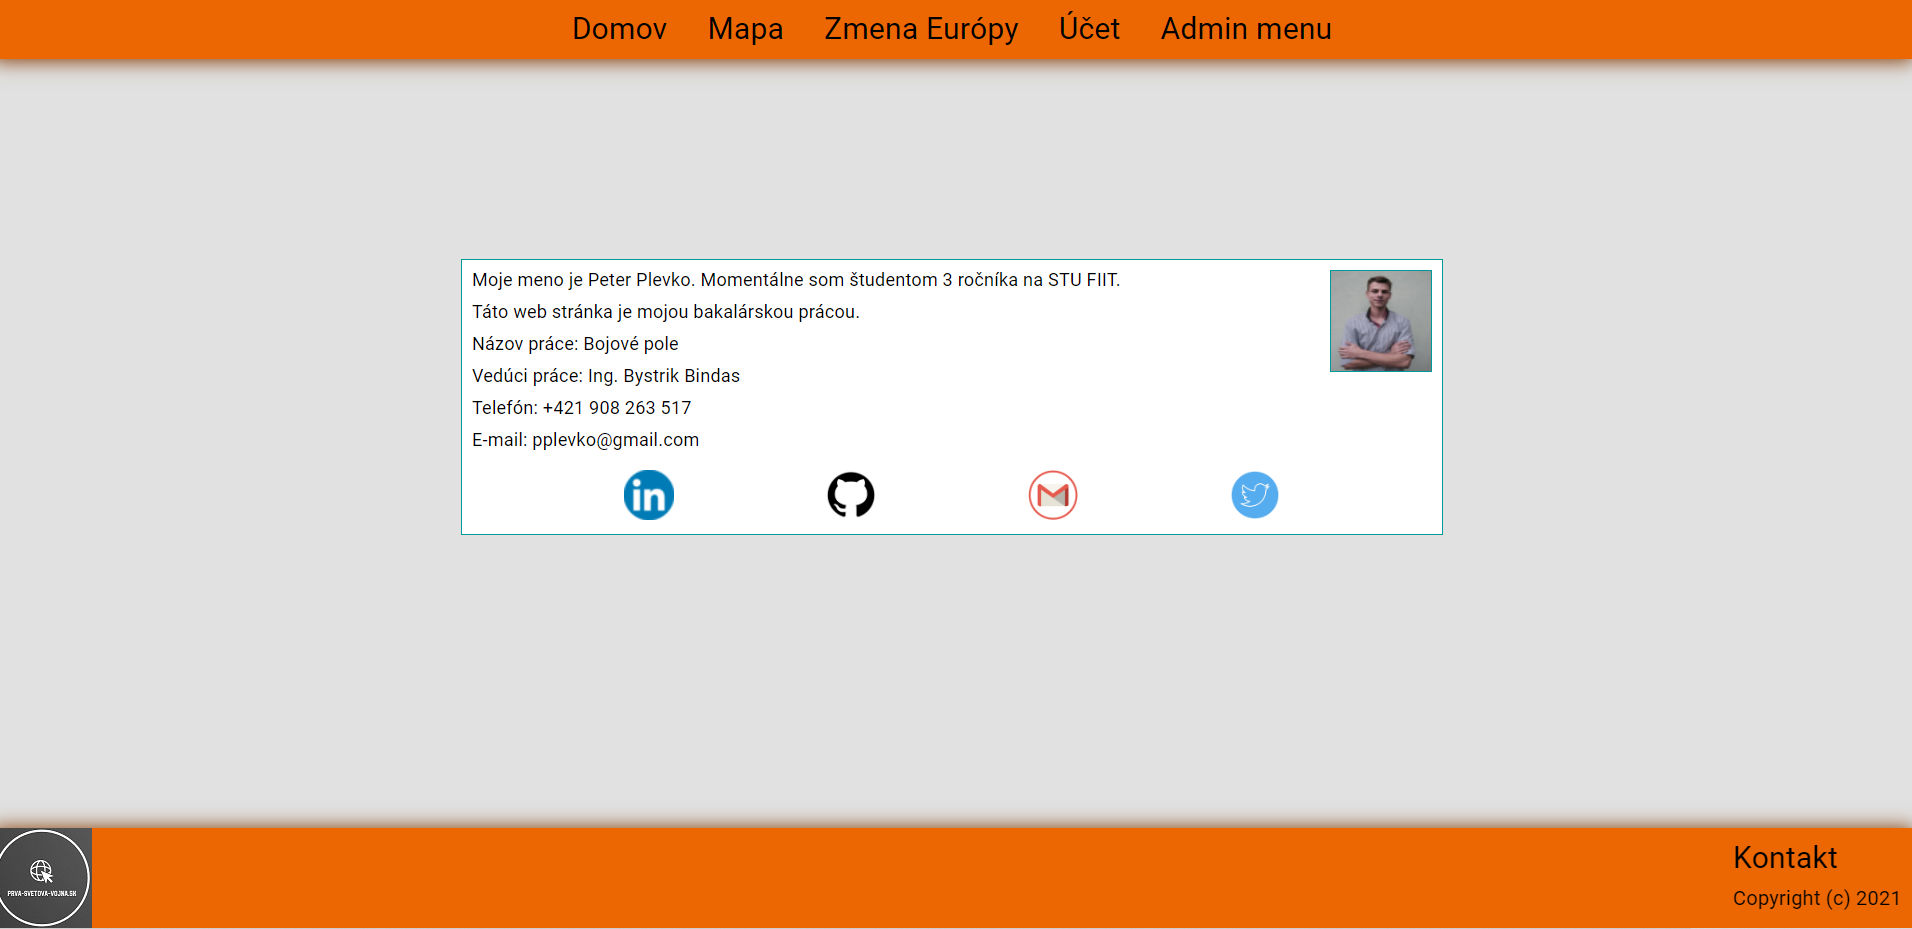 Domov Mapa Zmena Európy Účet Admin menu
Moje meno je Peter Plevko. Momentálne som študentom 3 ročníka na STU FIIT.
Táto web stránka je mojou bakalárskou prácou.
Názov práce: Bojové pole
Vedúci práce: Ing. Bystrik Bindas
Telefón: +421 908 263 517
E-mail: pplevko@gmail.com
in
PRVA-SVETOVA-VOJNA.SK
Kontakt
Copyright (c) 2021